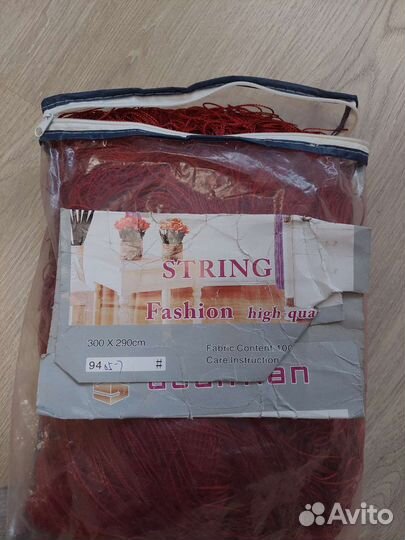 STRING
Fashion high qua
300 X 290cm
Fabric Content 100
Care Instruction
94 #
Avito